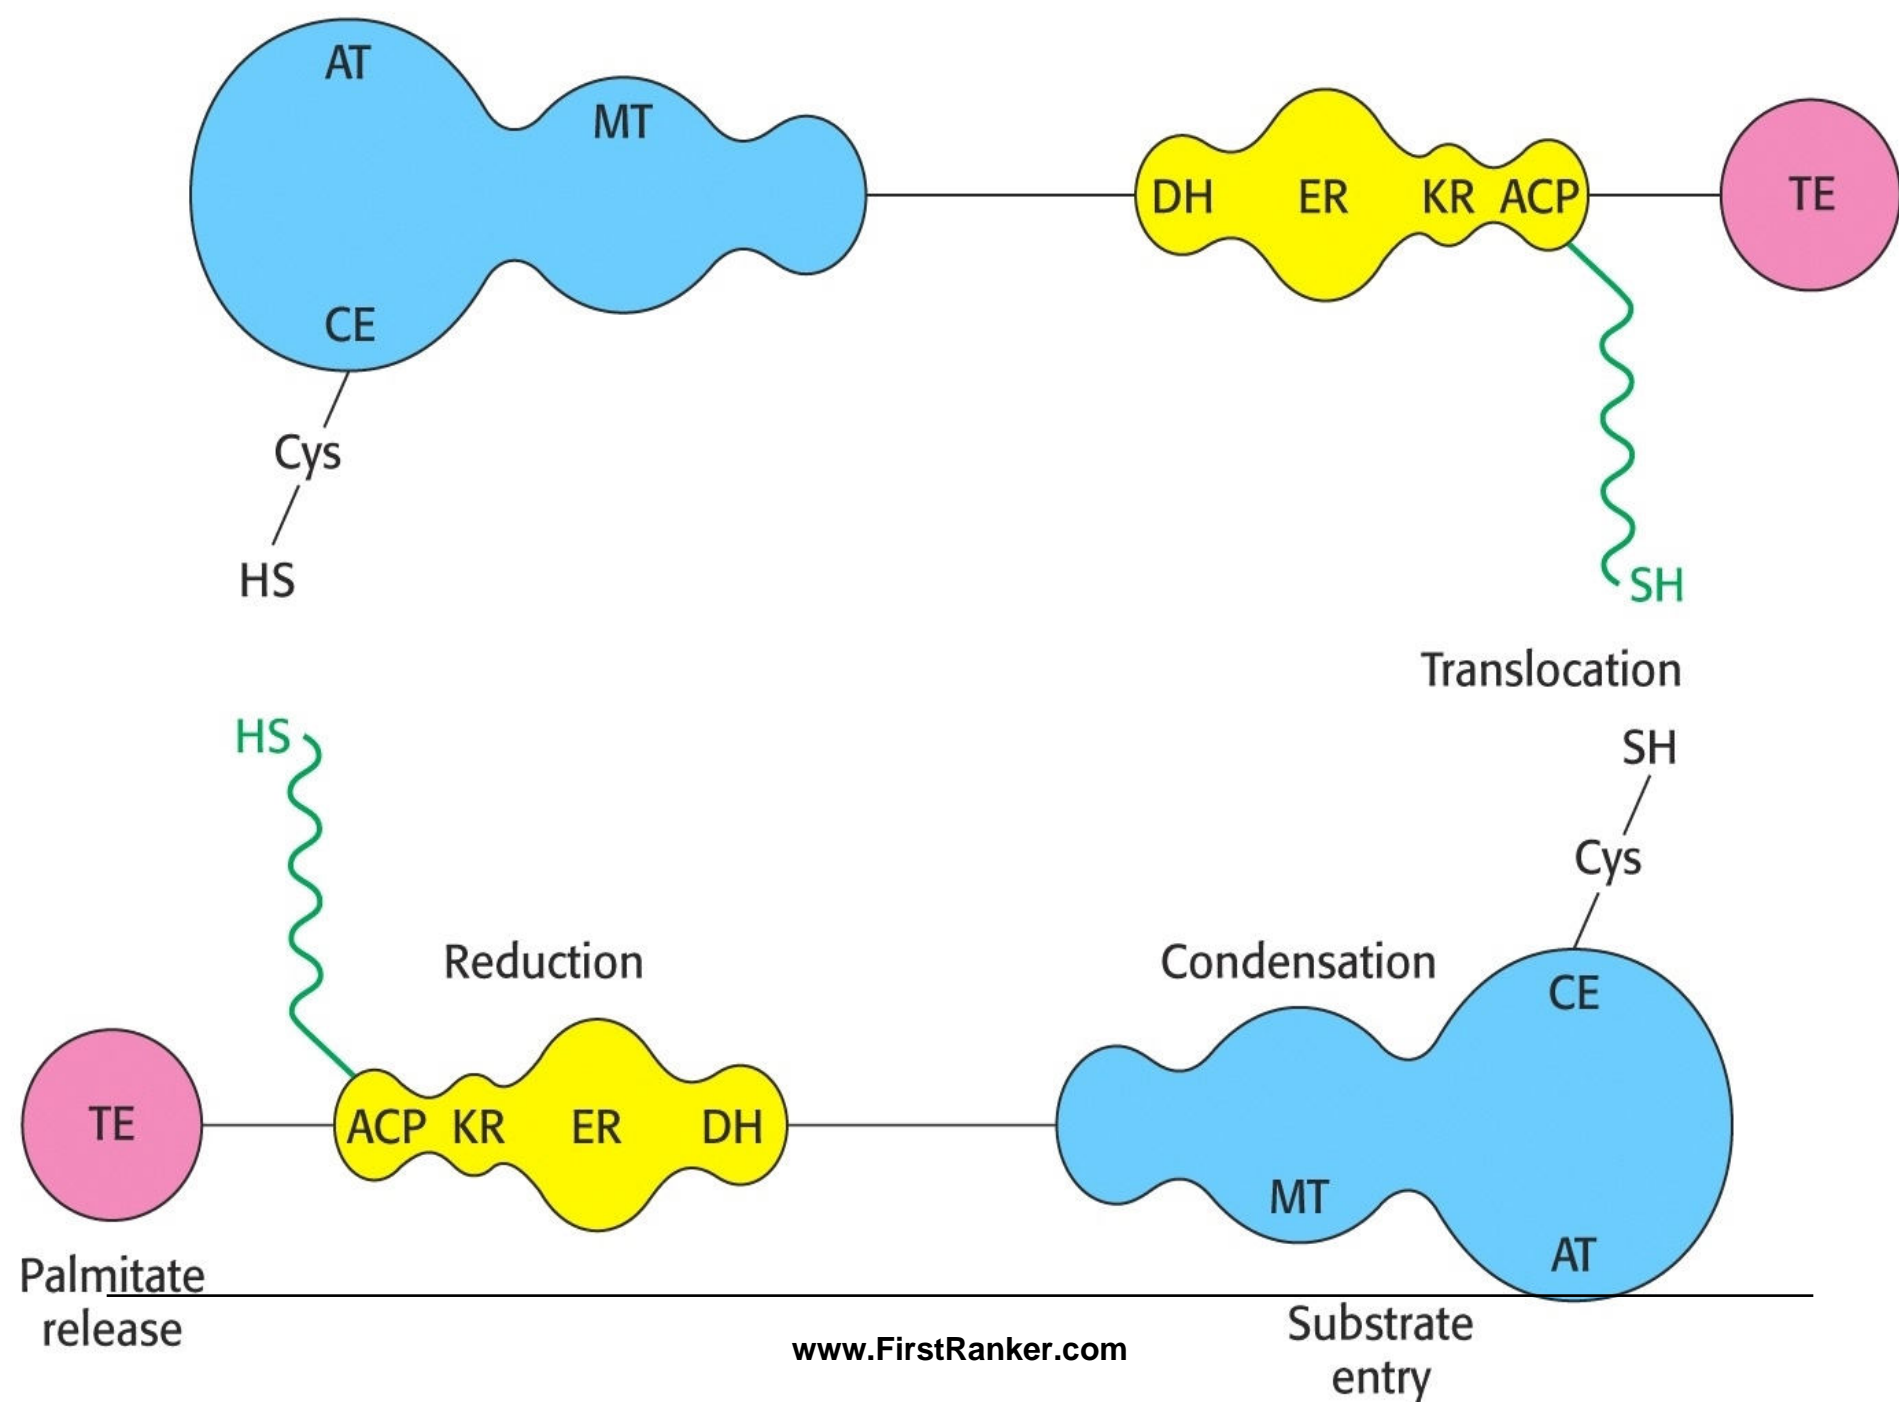 AT
MT
DH ER KR ACP
TE
CE
Cys
HS
SH
Translocation
HS
SH
Cys
Reduction
Condensation
CE
TE
ACP KR ER DH
MT
AT
Palmitate
release
Substrate
entry
www.FirstRanker.com